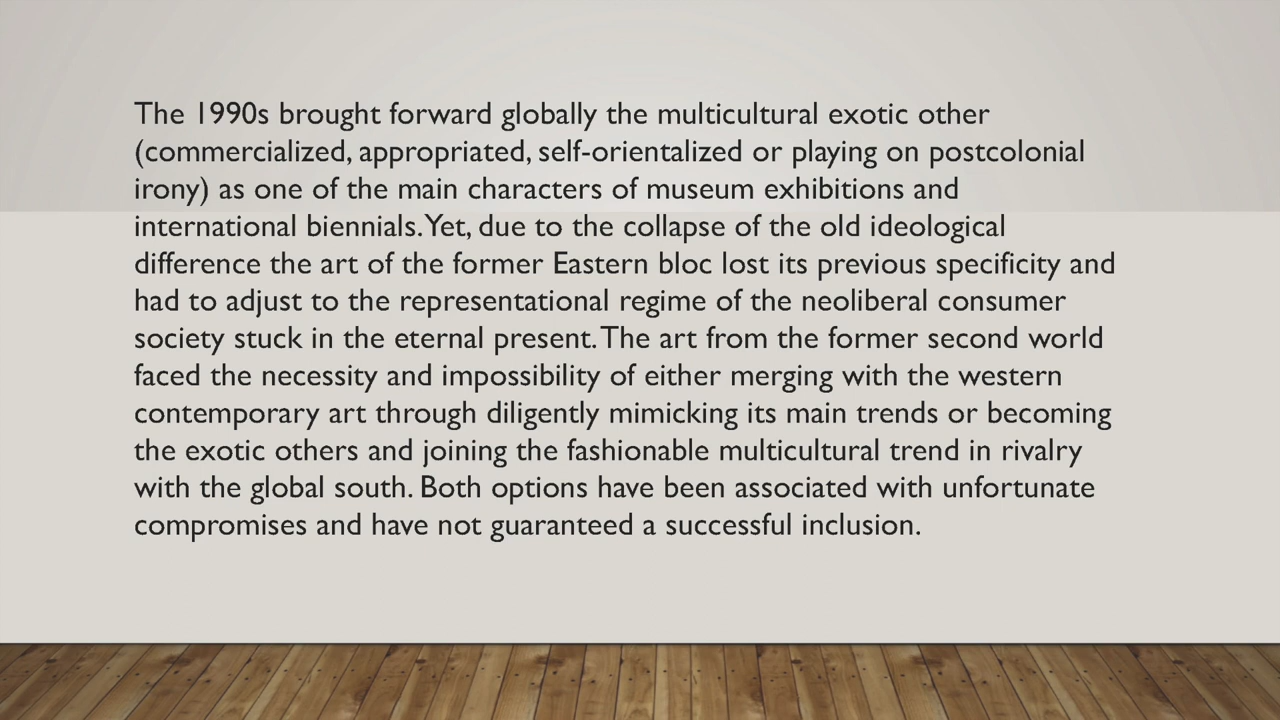 The 1990s brought forward globally the multicultural exotic other
(commercialized, appropriated, self-orientalized or playing on postcolonial
irony) as one of the main characters of museum exhibitions and
international biennials. Yet, due to the collapse of the old ideological
difference the art of the former Eastern bloc lost its previous specificity and
had to adjust to the representational regime of the neoliberal consumer
society stuck in the eternal present. The art from the former second world
faced the necessity and impossibility of either merging with the western
contemporary art through diligently mimicking its main trends or becoming
the exotic others and joining the fashionable multicultural trend in rivalry
with the global south. Both options have been associated with unfortunate
compromises and have not guaranteed a successful inclusion.